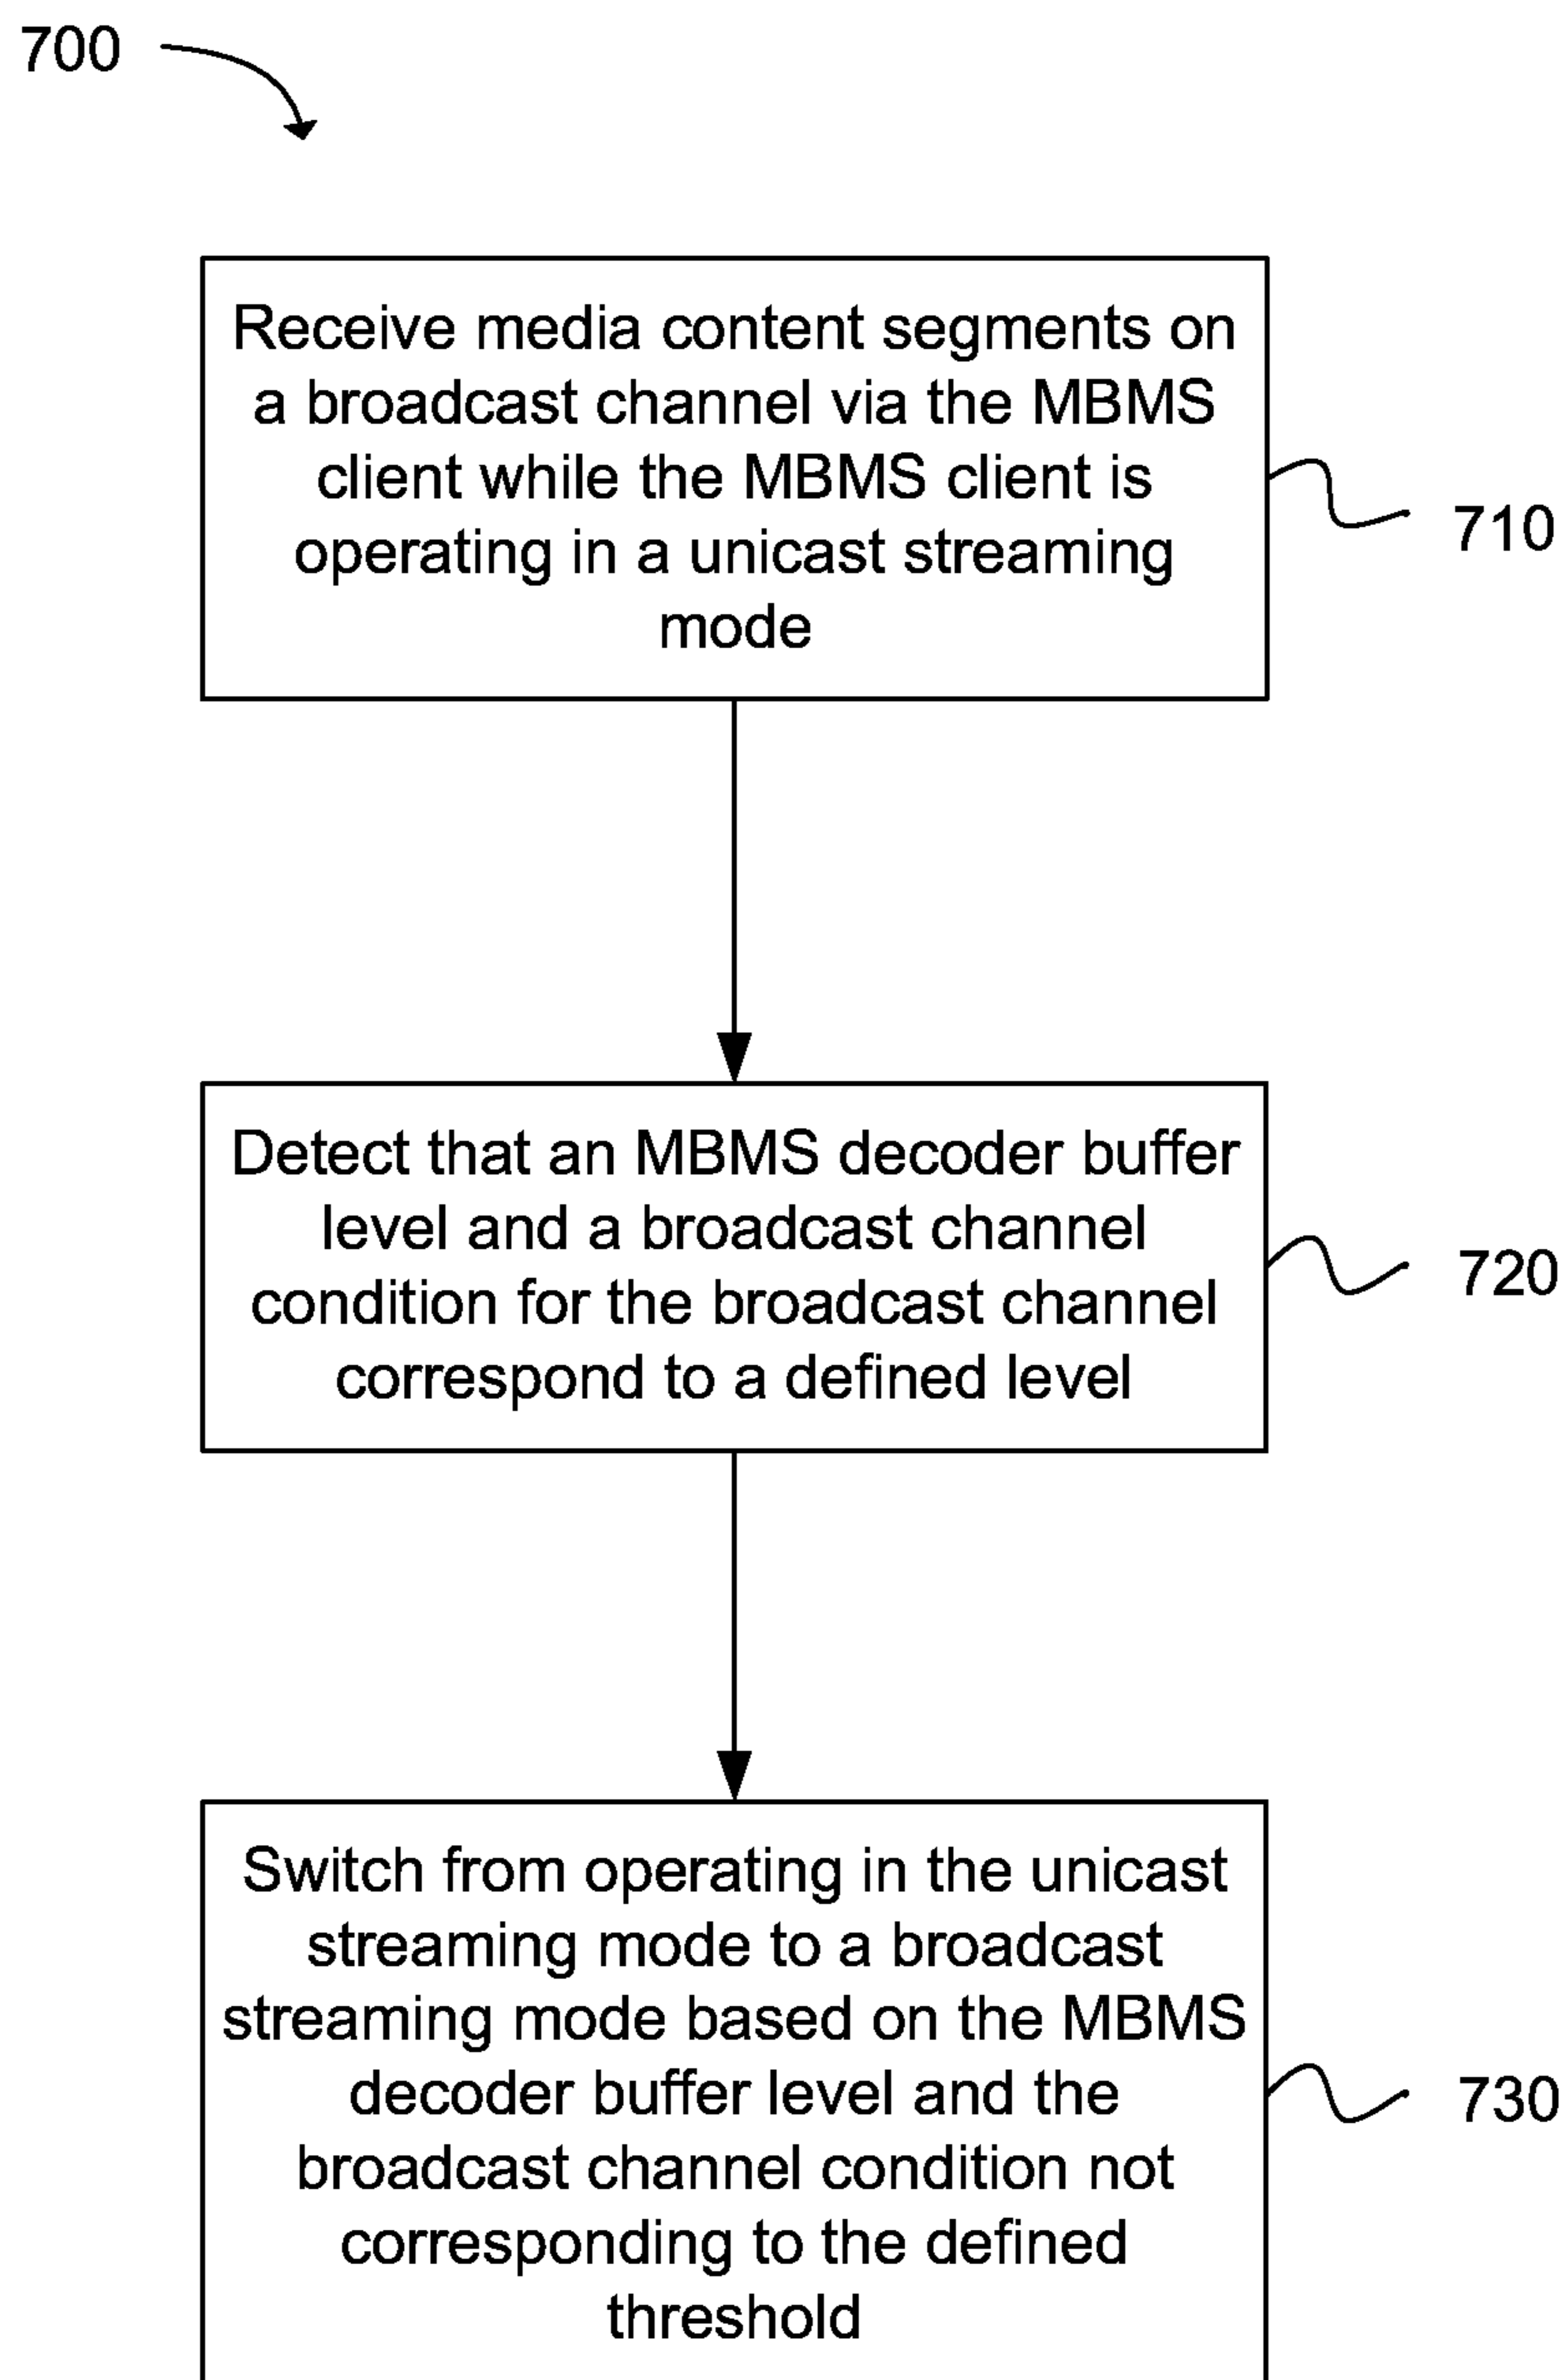 700
Receive media content segments on
a broadcast channel via the MBMS
client while the MBMS client is
operating in a unicast streaming
mode
710
Detect that an MBMS decoder buffer
level and a broadcast channel
condition for the broadcast channel
correspond to a defined level
720
Switch from operating in the unicast
streaming mode to a broadcast
streaming mode based on the MBMS
decoder buffer level and the
broadcast channel condition not
corresponding to the defined
threshold
730